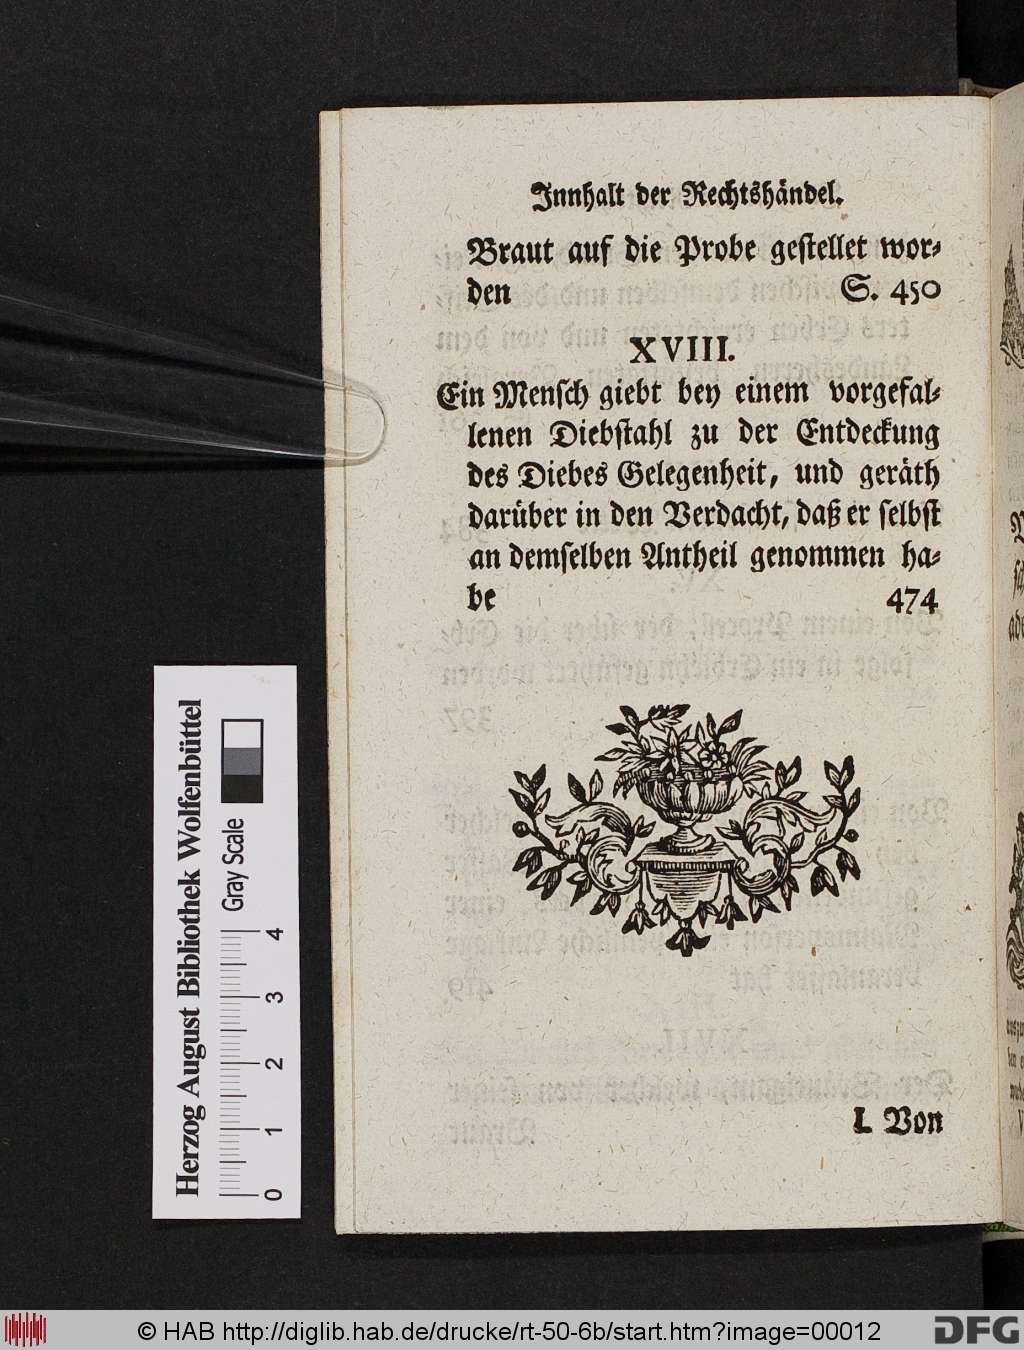 Innhalt der Rechtshändel.
Braut auf die Probe gestellet wor-
den S. 450
XVIII.
Ein Mensch giebt bey einem vorgefal-
lenen Diebstahl zu der Entdeckung
des Diebes Gelegenheit, und geräth
darüber in den Verdacht, daß er selbst
an demselben Antheil genommen ha-
be 474
I. Von
Herzog August Bibliothek Wolfenbüttel
Gray Scale
0 1 2 3 4
© HAB http://diglib.hab.de/drucke/rt-50-6b/start.htm?image=00012
DFG